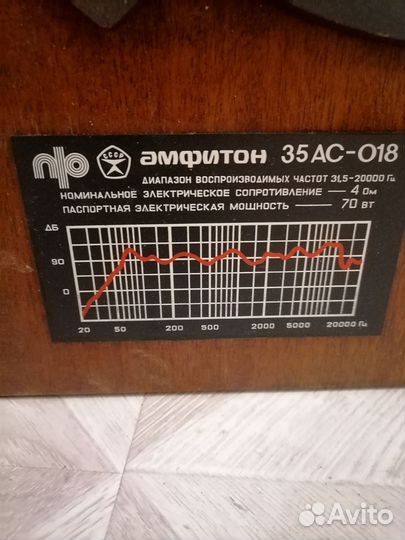 СССР
амфитон 35АС-018
ДИАПАЗОН ВОСПРОИЗВОДИМЫХ ЧАСТОТ 31,5-20000 Гц
НОМИНАЛЬНОЕ ЭЛЕКТРИЧЕСКОЕ СОПРОТИВЛЕНИЕ — 4 Ом
ПАСПОРТНАЯ ЭЛЕКТРИЧЕСКАЯ МОЩНОСТЬ — 70 ВТ
ДБ
90
0
20 50 200 500 2000 5000 20000 Гц
Avito